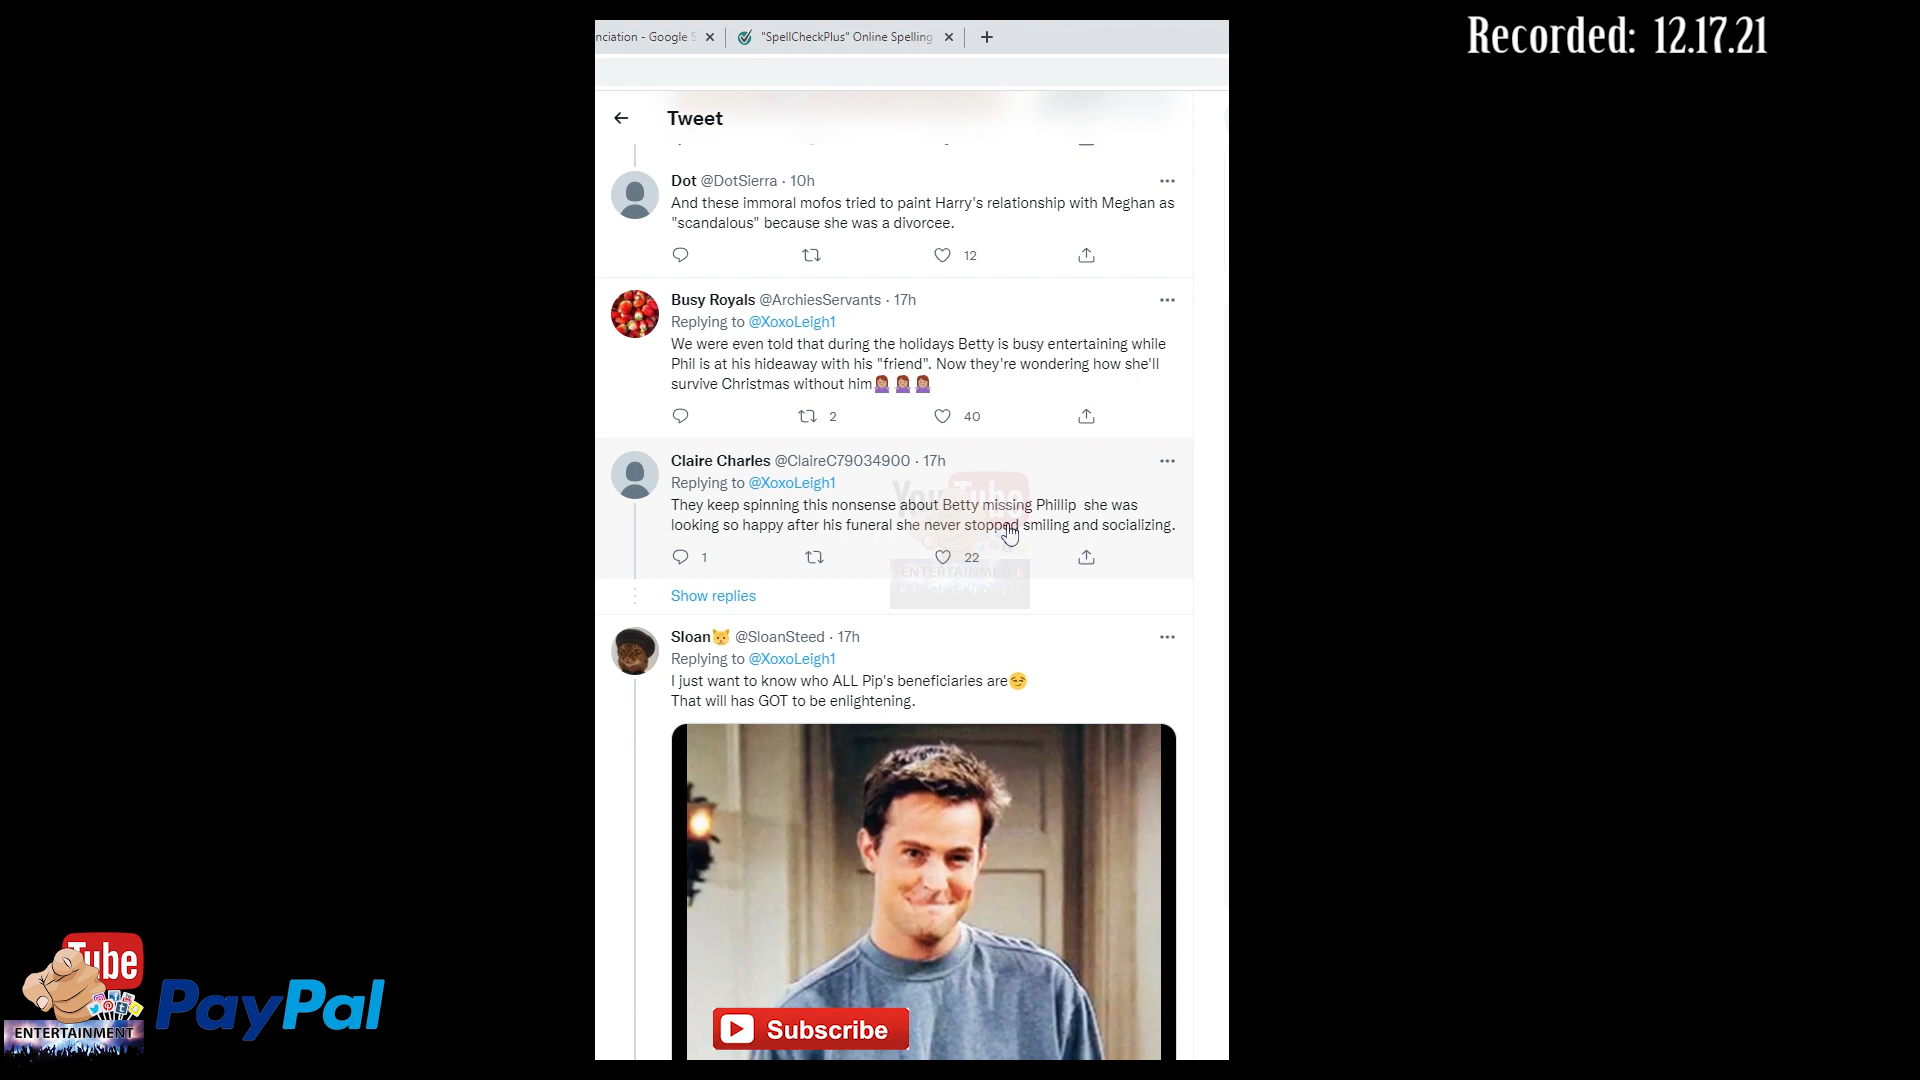 Recorded: 12.17.21
nciation - Google S
"SpellCheckPlus" Online Spelling
Tweet
Dot @DotSierra · 10h
And these immoral mofos tried to paint Harry's relationship with Meghan as
"scandalous" because she was a divorcee.
12
Busy Royals @ArchiesServants · 17h
Replying to @XoxoLeigh1
We were even told that during the holidays Betty is busy entertaining while
Phil is at his hideaway with his "friend". Now they're wondering how she'll
survive Christmas without him🤷🏽‍♀️🤷🏽‍♀️🤷🏽‍♀️
2 40
Claire Charles @ClaireC79034900 · 17h
Replying to @XoxoLeigh1
They keep spinning this nonsense about Betty missing Phillip  she was
looking so happy after his funeral she never stopped smiling and socializing.
1 22
YouTube
ENTERTAINMENT
Show replies
Sloan😼 @SloanSteed · 17h
Replying to @XoxoLeigh1
I just want to know who ALL Pip's beneficiaries are😏
That will has GOT to be enlightening.
Subscribe
Tube
ENTERTAINMENT
PayPal